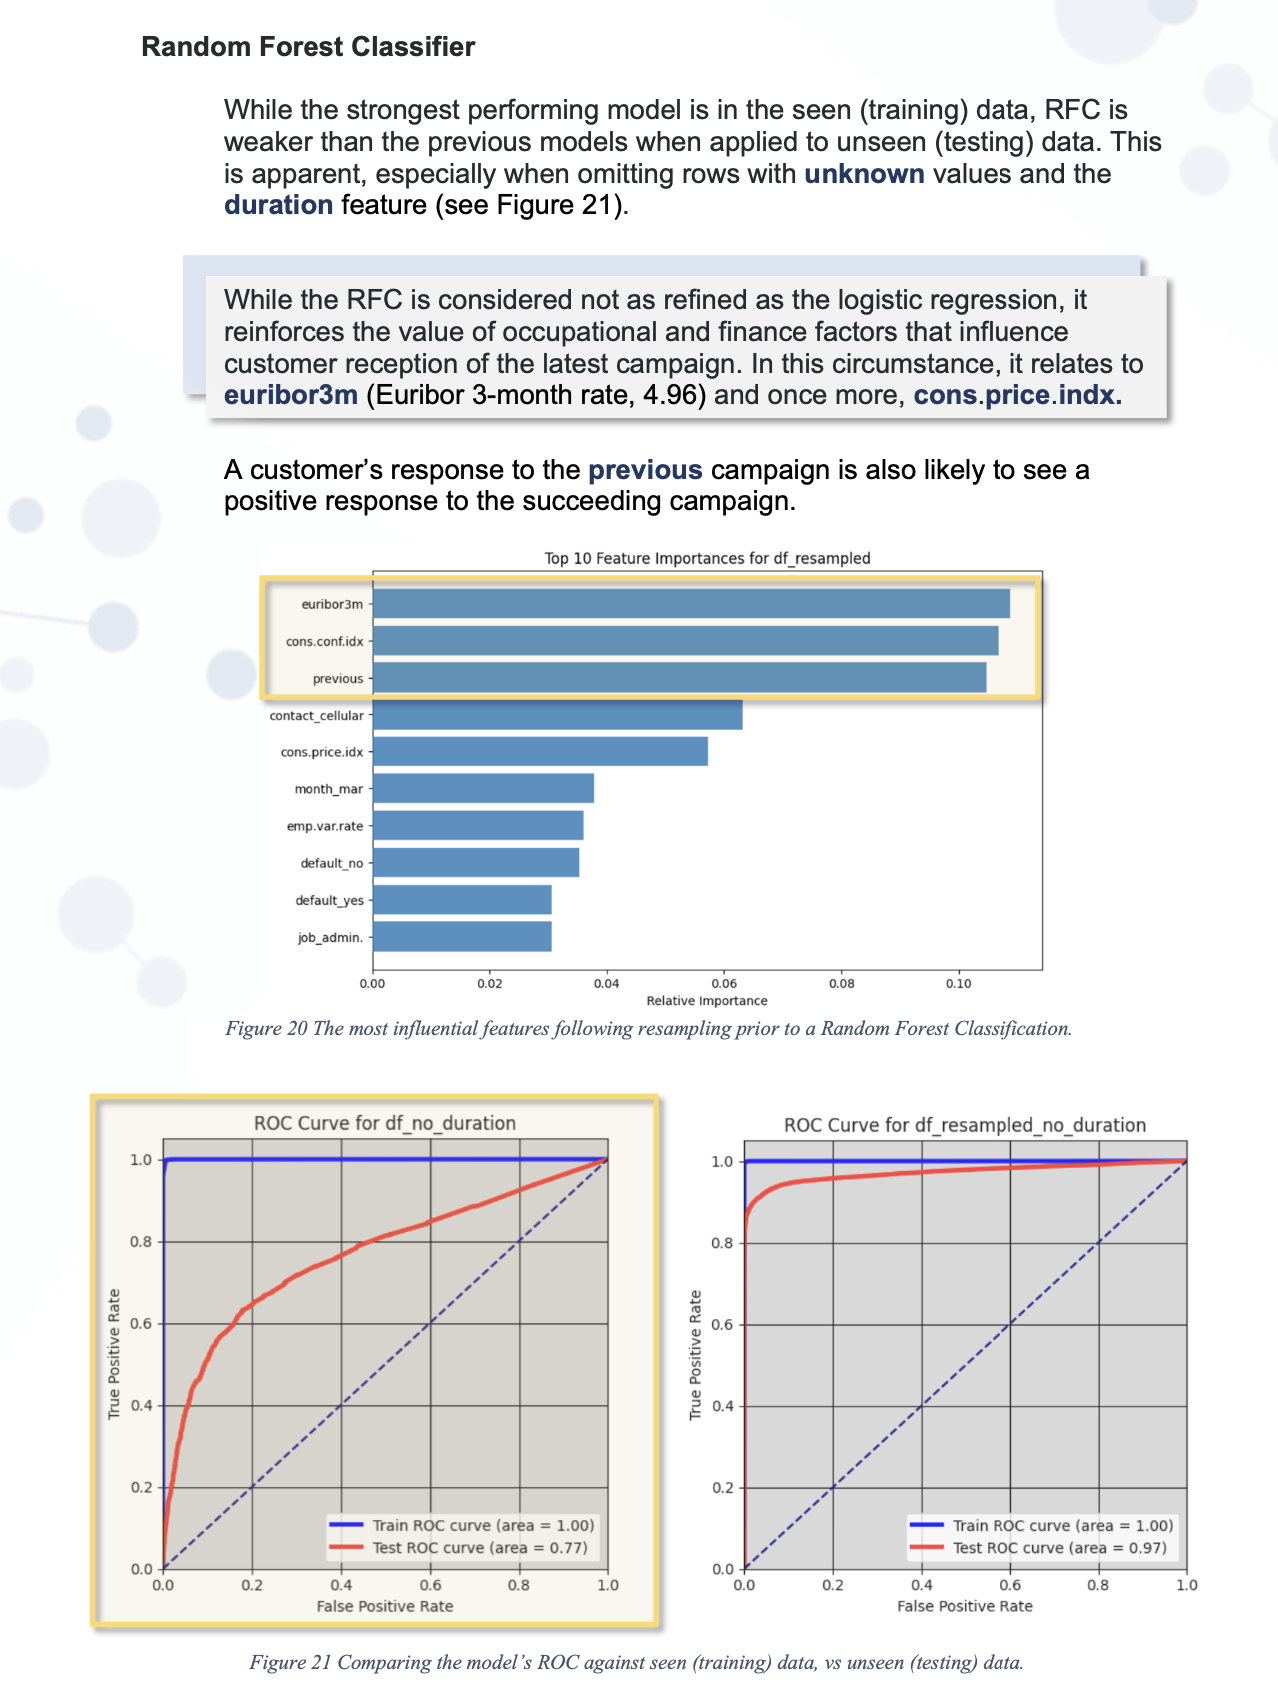 Random Forest Classifier
While the strongest performing model is in the seen (training) data, RFC is
weaker than the previous models when applied to unseen (testing) data. This
is apparent, especially when omitting rows with unknown values and the
duration feature (see Figure 21).
While the RFC is considered not as refined as the logistic regression, it
reinforces the value of occupational and finance factors that influence
customer reception of the latest campaign. In this circumstance, it relates to
euribor3m (Euribor 3-month rate, 4.96) and once more, cons.price.indx.
A customer’s response to the previous campaign is also likely to see a
positive response to the succeeding campaign.
Top 10 Feature Importances for df_resampled
euribor3m
cons.conf.idx
previous
contact_cellular
cons.price.idx
month_mar
emp.var.rate
default_no
default_yes
job_admin.
0.00 0.02 0.04 0.06 0.08 0.10
Relative Importance
Figure 20 The most influential features following resampling prior to a Random Forest Classification.
ROC Curve for df_no_duration
True Positive Rate
1.0
0.8
0.6
0.4
0.2
0.0
Train ROC curve (area = 1.00)
Test ROC curve (area = 0.77)
0.0 0.2 0.4 0.6 0.8 1.0
False Positive Rate
ROC Curve for df_resampled_no_duration
True Positive Rate
1.0
0.8
0.6
0.4
0.2
0.0
Train ROC curve (area = 1.00)
Test ROC curve (area = 0.97)
0.0 0.2 0.4 0.6 0.8 1.0
False Positive Rate
Figure 21 Comparing the model’s ROC against seen (training) data, vs unseen (testing) data.